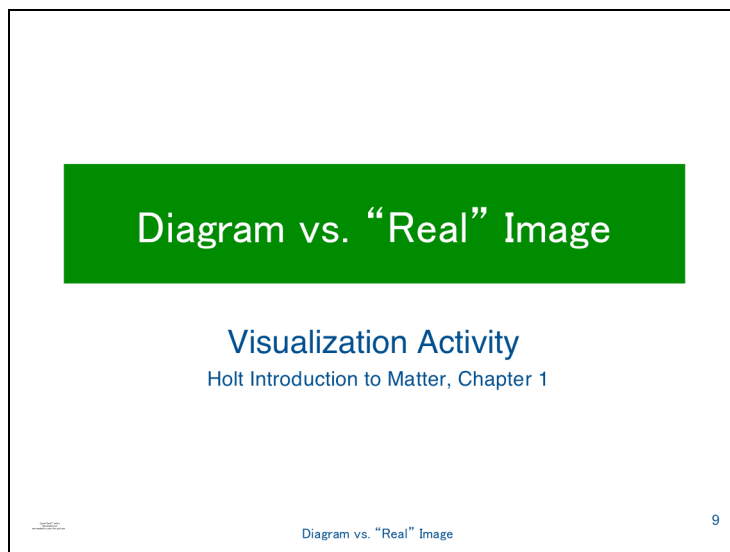 Diagram vs. “Real” Image
Visualization Activity
Holt Introduction to Matter, Chapter 1
Diagram vs. “Real” Image
9